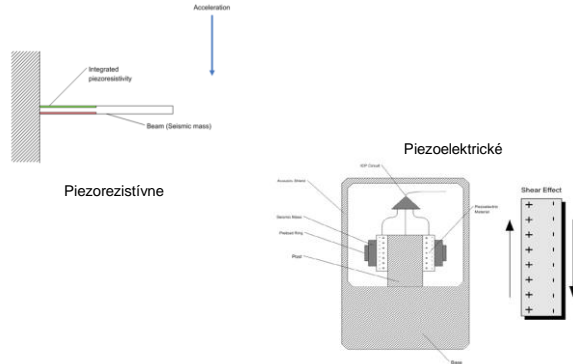 Acceleration
Integrated
piezoresistivity
Beam (Seismic mass)
Piezorezistívne
Piezoelektrické
ICP Circuit
Acoustic Shield
Seismic Mass
Preload Ring
Post
Piezoelectric
Material
Base
Shear Effect